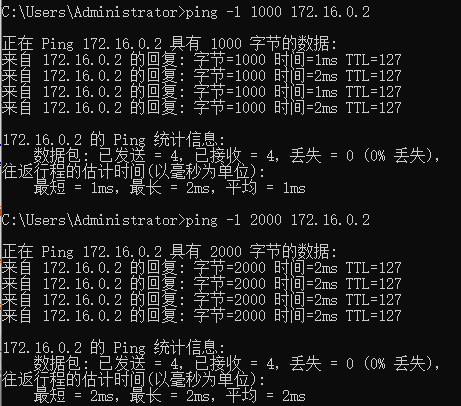 C:\Users\Administrator>ping -l 1000 172.16.0.2
正在 Ping 172.16.0.2 具有 1000 字节的数据:
来自 172.16.0.2 的回复: 字节=1000 时间=1ms TTL=127
来自 172.16.0.2 的回复: 字节=1000 时间=2ms TTL=127
来自 172.16.0.2 的回复: 字节=1000 时间=1ms TTL=127
来自 172.16.0.2 的回复: 字节=1000 时间=2ms TTL=127
172.16.0.2 的 Ping 统计信息:
数据包: 已发送 = 4，已接收 = 4，丢失 = 0 (0% 丢失)，
往返行程的估计时间(以毫秒为单位):
最短 = 1ms，最长 = 2ms，平均 = 1ms
C:\Users\Administrator>ping -l 2000 172.16.0.2
正在 Ping 172.16.0.2 具有 2000 字节的数据:
来自 172.16.0.2 的回复: 字节=2000 时间=2ms TTL=127
来自 172.16.0.2 的回复: 字节=2000 时间=2ms TTL=127
来自 172.16.0.2 的回复: 字节=2000 时间=2ms TTL=127
来自 172.16.0.2 的回复: 字节=2000 时间=2ms TTL=127
172.16.0.2 的 Ping 统计信息:
数据包: 已发送 = 4，已接收 = 4，丢失 = 0 (0% 丢失)，
往返行程的估计时间(以毫秒为单位):
最短 = 2ms，最长 = 2ms，平均 = 2ms